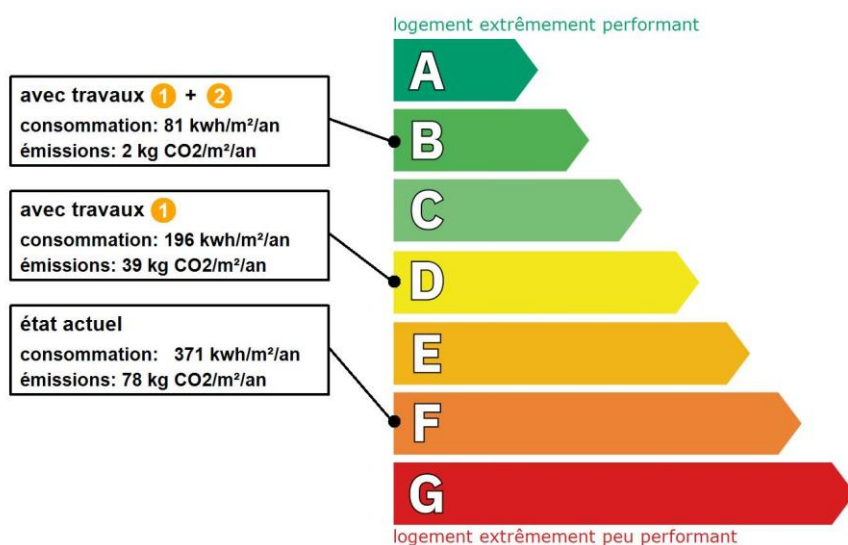 logement extrêmement performant
A
avec travaux 1 + 2
consommation: 81 kwh/m²/an
émissions: 2 kg CO2/m²/an
B
avec travaux 1
consommation: 196 kwh/m²/an
émissions: 39 kg CO2/m²/an
C
D
état actuel
consommation: 371 kwh/m²/an
émissions: 78 kg CO2/m²/an
E
F
G
logement extrêmement peu performant